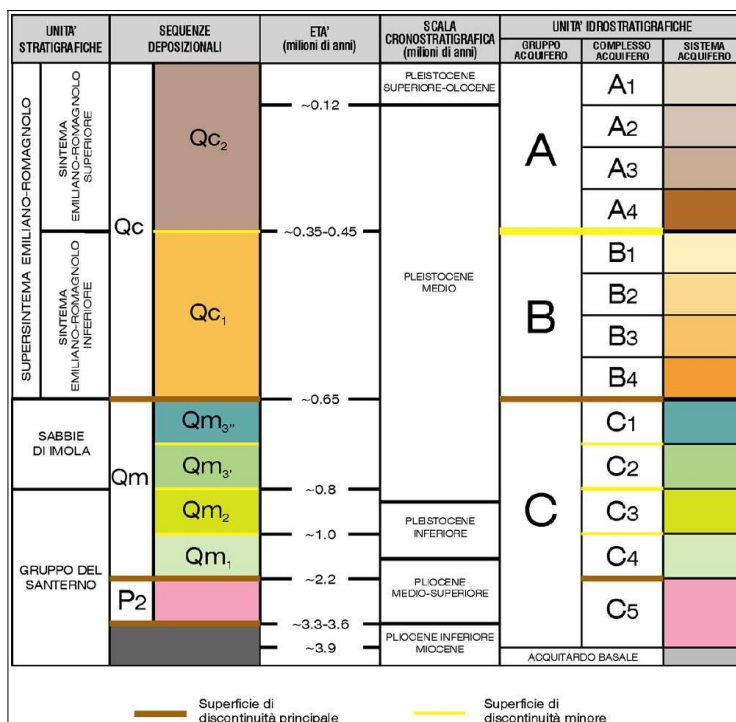 UNITA' STRATIGRAFICHE
SEQUENZE DEPOSIZIONALI
ETA' (milioni di anni)
SCALA CRONOSTRATIGRAFICA (milioni di anni)
UNITA' IDROSTRATIGRAFICHE
GRUPPO ACQUIFERO
COMPLESSO ACQUIFERO
SISTEMA ACQUIFERO
SUPERSINTEMA EMILIANO-ROMAGNOLO
SINTEMA EMILIANO-ROMAGNOLO SUPERIORE
SINTEMA EMILIANO-ROMAGNOLO INFERIORE
SABBIE DI IMOLA
GRUPPO DEL SANTERNO
Qc
Qm
P2
Qc2
Qc1
Qm3''
Qm3'
Qm2
Qm1
~0.12
~0.35-0.45
~0.65
~0.8
~1.0
~2.2
~3.3-3.6
~3.9
PLEISTOCENE SUPERIORE-OLOCENE
PLEISTOCENE MEDIO
PLEISTOCENE INFERIORE
PLIOCENE MEDIO-SUPERIORE
PLIOCENE INFERIORE MIOCENE
A
B
C
A1
A2
A3
A4
B1
B2
B3
B4
C1
C2
C3
C4
C5
ACQUITARDO BASALE
Superficie di discontinuità principale
Superficie di discontinuità minore